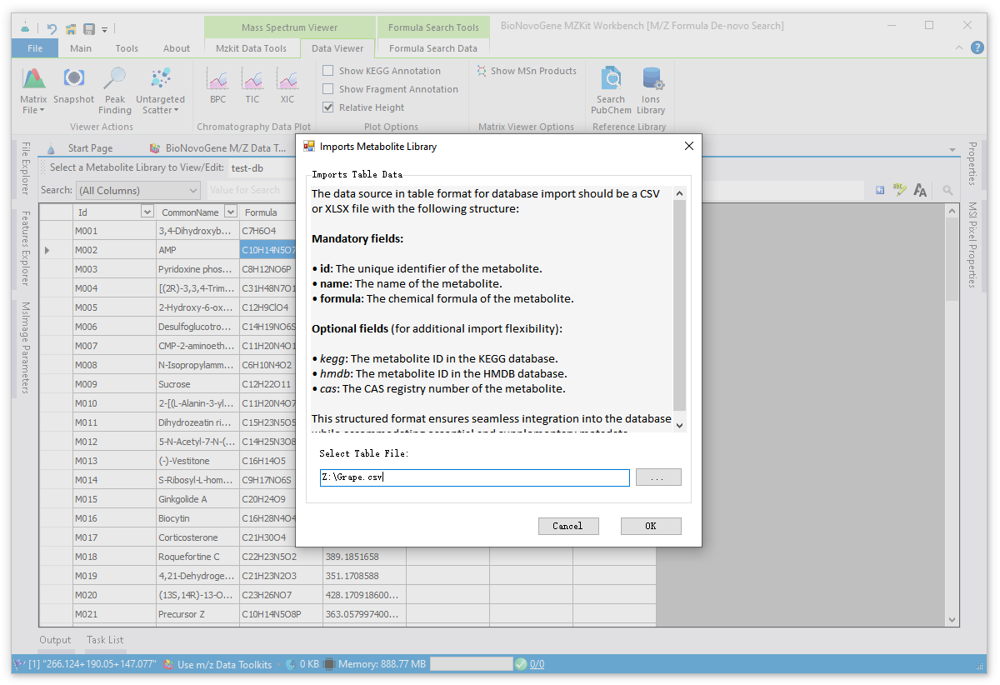 Mass Spectrum Viewer
Formula Search Tools
BioNovoGene MZKit Workbench [M/Z Formula De-novo Search]
File
Main
Tools
About
Mzkit Data Tools
Data Viewer
Formula Search Data
Matrix File
Snapshot
Peak Finding
Untargeted Scatter
Viewer Actions
BPC
TIC
XIC
Chromatography Data Plot
Show KEGG Annotation
Show Fragment Annotation
Relative Height
Plot Options
Show MSn Products
Matrix Viewer Options
Search PubChem
Ions Library
Reference Library
File Explorer
Features Explorer
MsImage Parameters
Start Page
BioNovoGene M/Z Data T...
Select a Metabolite Library to View/Edit: test-db
Search: (All Columns) Value for Search
Id CommonName Formula
M001 3,4-Dihydroxyb... C7H6O4
M002 AMP C10H14N5O7
M003 Pyridoxine phos... C8H12NO6P
M004 [(2R)-3,3,4-Trim... C31H48N7O1
M005 2-Hydroxy-6-ox... C12H9ClO4
M006 Desulfoglucotro... C14H19NO6S
M007 CMP-2-aminoeth... C11H20N4O1
M008 N-Isopropylamm... C6H10N4O2
M009 Sucrose C12H22O11
M010 2-[(L-Alanin-3-yl... C11H20N4O7
M011 Dihydrozeatin ri... C15H23N5O5
M012 5-N-Acetyl-7-N-(... C14H25N3O8
M013 (-)-Vestitone C16H14O5
M014 S-Ribosyl-L-hom... C9H17NO6S
M015 Ginkgolide A C20H24O9
M016 Biocytin C16H28N4O4
M017 Corticosterone C21H30O4
M018 Roquefortine C C22H23N5O2 389.1851658
M019 4,21-Dehydroge... C21H23N2O3 351.1708588
M020 (13S,14R)-13-O... C23H26NO7 428.170918600...
M021 Precursor Z C10H14N5O8P 363.057997400...
Imports Metabolite Library
Imports Table Data
The data source in table format for database import should be a CSV
or XLSX file with the following structure:
Mandatory fields:
• id: The unique identifier of the metabolite.
• name: The name of the metabolite.
• formula: The chemical formula of the metabolite.
Optional fields (for additional import flexibility):
• kegg: The metabolite ID in the KEGG database.
• hmdb: The metabolite ID in the HMDB database.
• cas: The CAS registry number of the metabolite.
This structured format ensures seamless integration into the database
while accommodating essential and supplementary metadata.
Select Table File:
Z:\Grape.csv
...
Cancel
OK
Properties
MSI Pixel Properties
Output
Task List
[1] "266.124+190.05+147.077"
Use m/z Data Toolkits
0 KB
Memory: 888.77 MB
0/0